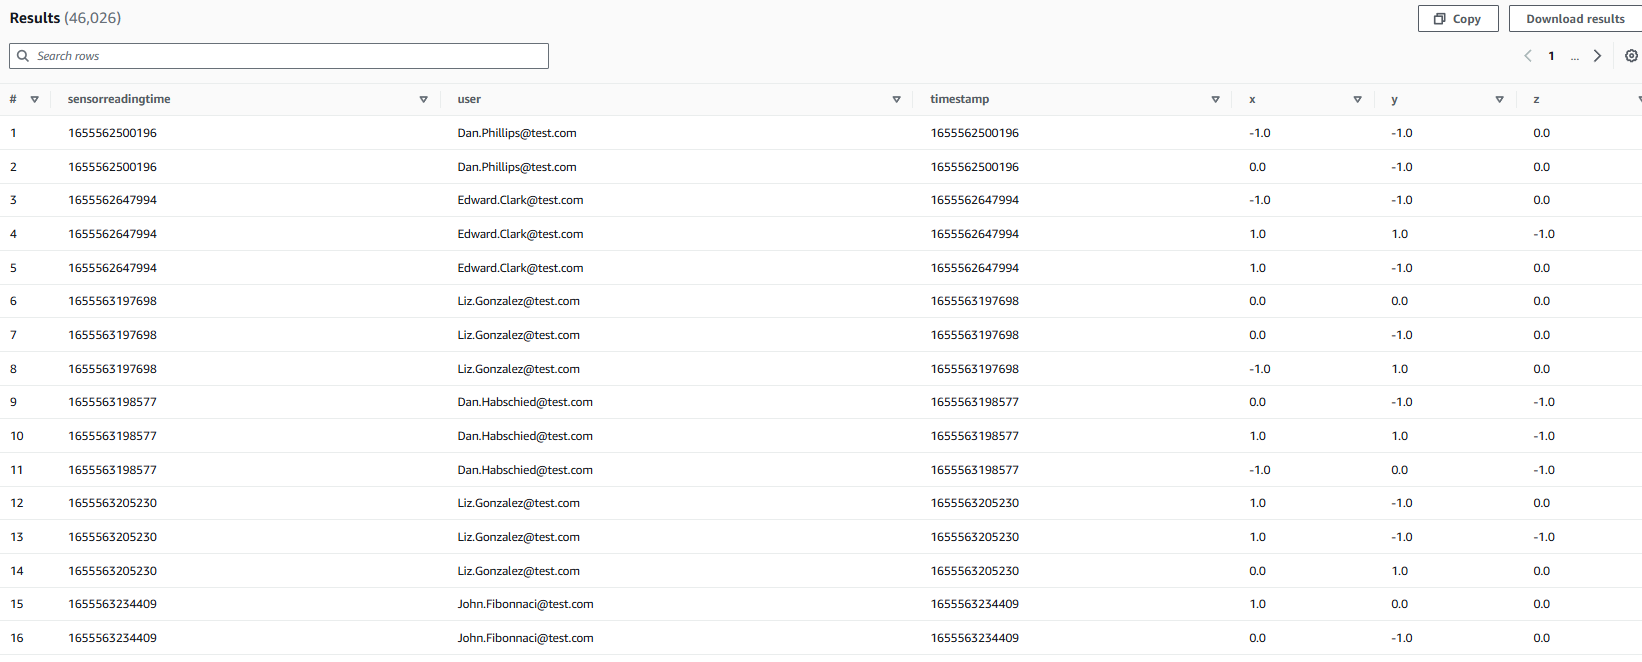 Results (46,026)
Copy
Download results
Search rows
1 ...
# sensorreadingtime user timestamp x y z
1 1655562500196 Dan.Phillips@test.com 1655562500196 -1.0 -1.0 0.0
2 1655562500196 Dan.Phillips@test.com 1655562500196 0.0 -1.0 0.0
3 1655562647994 Edward.Clark@test.com 1655562647994 -1.0 -1.0 0.0
4 1655562647994 Edward.Clark@test.com 1655562647994 1.0 1.0 -1.0
5 1655562647994 Edward.Clark@test.com 1655562647994 1.0 -1.0 0.0
6 1655563197698 Liz.Gonzalez@test.com 1655563197698 0.0 0.0 0.0
7 1655563197698 Liz.Gonzalez@test.com 1655563197698 0.0 -1.0 0.0
8 1655563197698 Liz.Gonzalez@test.com 1655563197698 -1.0 1.0 0.0
9 1655563198577 Dan.Habschied@test.com 1655563198577 0.0 -1.0 -1.0
10 1655563198577 Dan.Habschied@test.com 1655563198577 1.0 1.0 -1.0
11 1655563198577 Dan.Habschied@test.com 1655563198577 -1.0 0.0 -1.0
12 1655563205230 Liz.Gonzalez@test.com 1655563205230 1.0 -1.0 0.0
13 1655563205230 Liz.Gonzalez@test.com 1655563205230 1.0 -1.0 -1.0
14 1655563205230 Liz.Gonzalez@test.com 1655563205230 0.0 1.0 0.0
15 1655563234409 John.Fibonnaci@test.com 1655563234409 1.0 0.0 0.0
16 1655563234409 John.Fibonnaci@test.com 1655563234409 0.0 -1.0 0.0